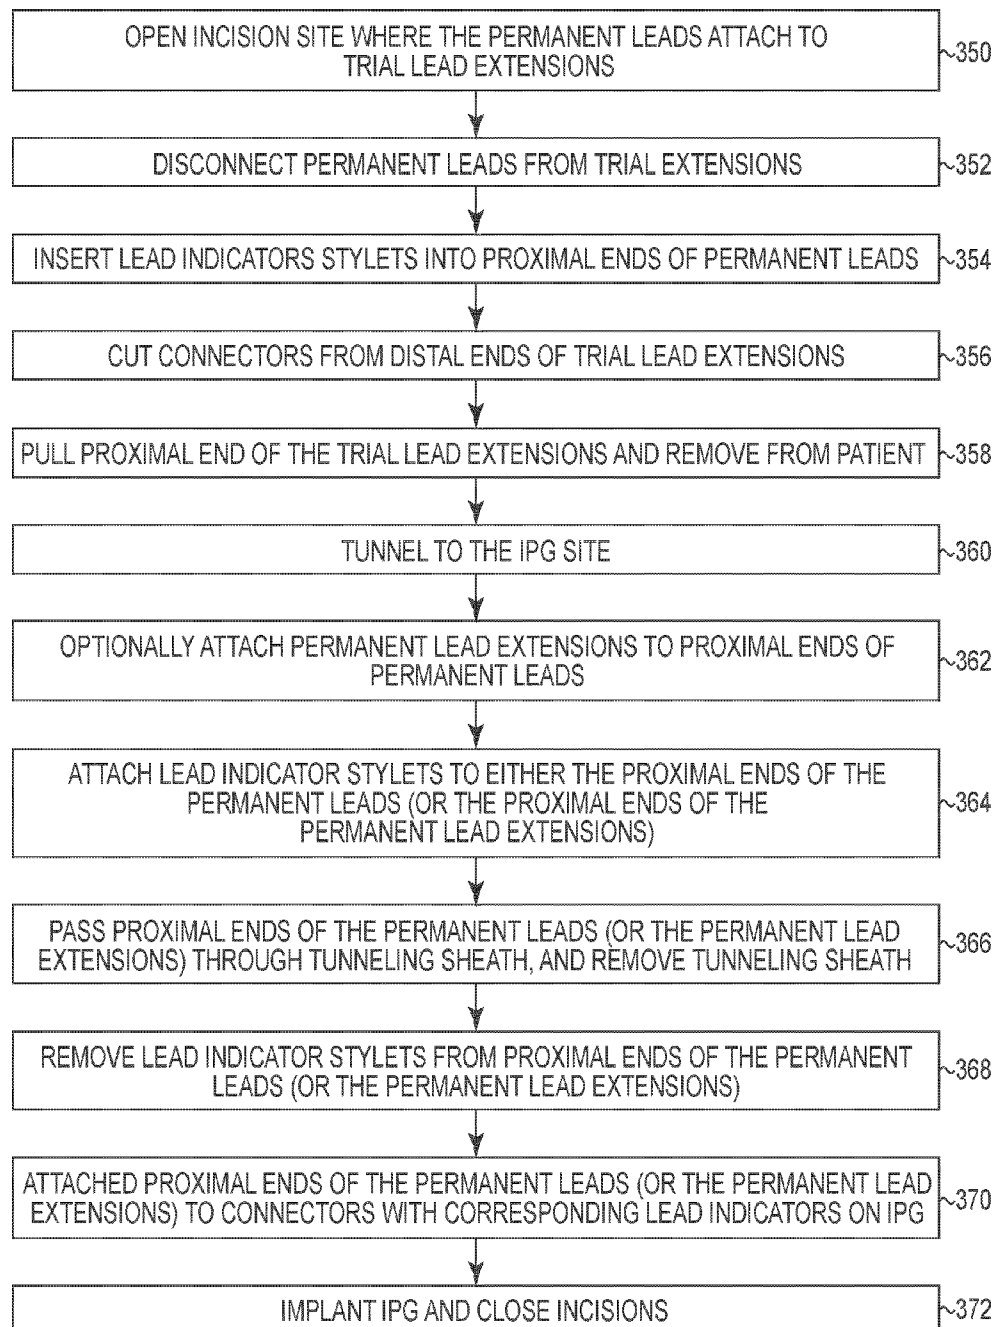 OPEN INCISION SITE WHERE THE PERMANENT LEADS ATTACH TO
TRIAL LEAD EXTENSIONS
350
DISCONNECT PERMANENT LEADS FROM TRIAL EXTENSIONS
352
INSERT LEAD INDICATORS STYLETS INTO PROXIMAL ENDS OF PERMANENT LEADS
354
CUT CONNECTORS FROM DISTAL ENDS OF TRIAL LEAD EXTENSIONS
356
PULL PROXIMAL END OF THE TRIAL LEAD EXTENSIONS AND REMOVE FROM PATIENT
358
TUNNEL TO THE IPG SITE
360
OPTIONALLY ATTACH PERMANENT LEAD EXTENSIONS TO PROXIMAL ENDS OF
PERMANENT LEADS
362
ATTACH LEAD INDICATOR STYLETS TO EITHER THE PROXIMAL ENDS OF THE
PERMANENT LEADS (OR THE PROXIMAL ENDS OF THE
PERMANENT LEAD EXTENSIONS)
364
PASS PROXIMAL ENDS OF THE PERMANENT LEADS (OR THE PERMANENT LEAD
EXTENSIONS) THROUGH TUNNELING SHEATH, AND REMOVE TUNNELING SHEATH
366
REMOVE LEAD INDICATOR STYLETS FROM PROXIMAL ENDS OF THE PERMANENT
LEADS (OR THE PERMANENT LEAD EXTENSIONS)
368
ATTACHED PROXIMAL ENDS OF THE PERMANENT LEADS (OR THE PERMANENT LEAD
EXTENSIONS) TO CONNECTORS WITH CORRESPONDING LEAD INDICATORS ON IPG
370
IMPLANT IPG AND CLOSE INCISIONS
372